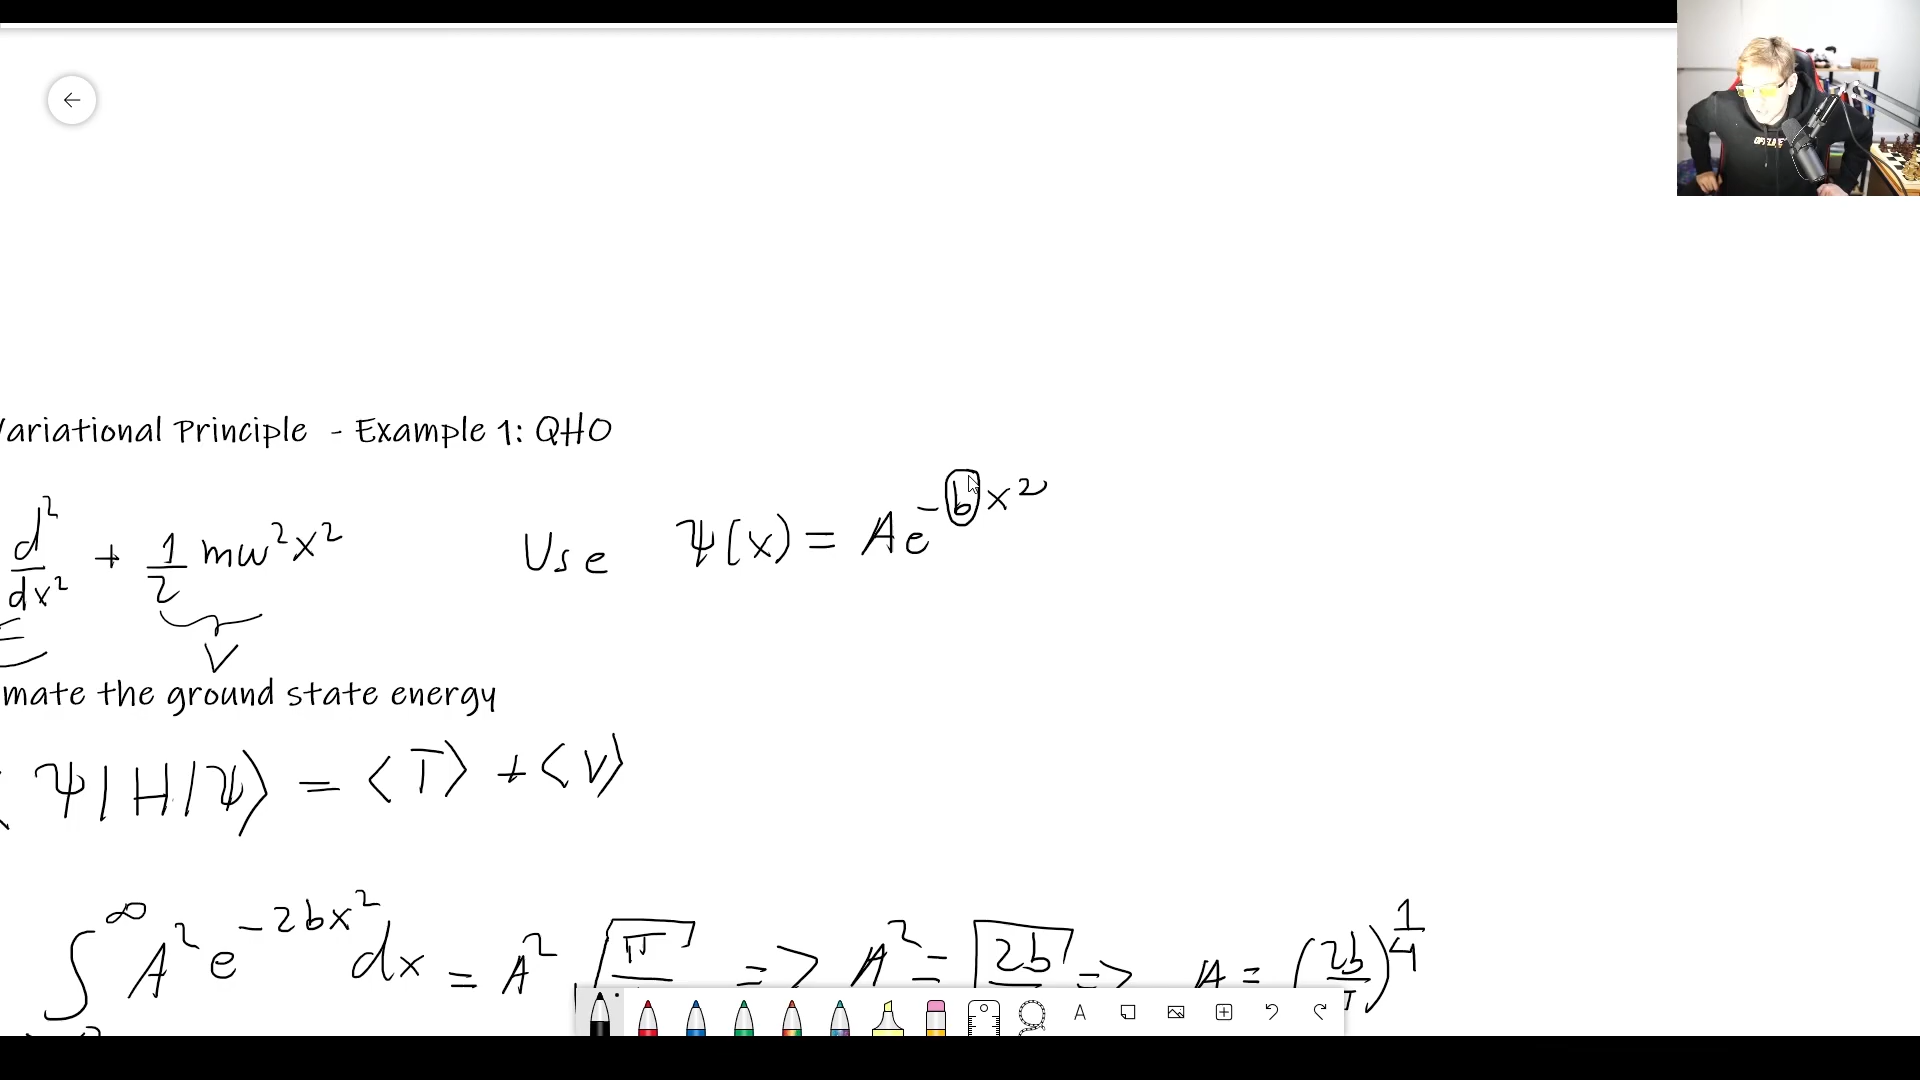 Variational Principle - Example 1: QHO
d²/dx² + 1/2 mw²x² Use Ψ(x) = Ae^-bx²
V
mate the ground state energy
Ψ|H|Ψ⟩ = ⟨T⟩ + ⟨V⟩
∫^∞ A² e^-2bx² dx = A² √π => A² = √2b => A = (2b/π)^1/4
A